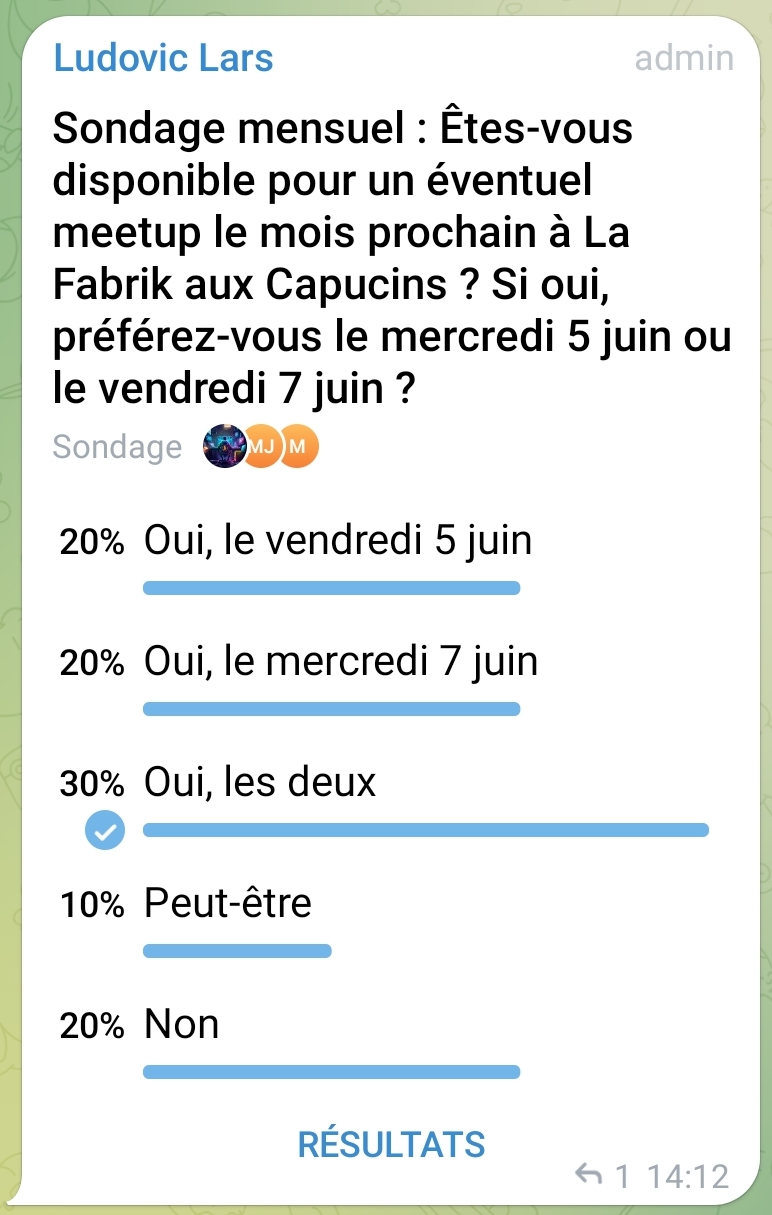 Ludovic Lars
admin
Sondage mensuel : Êtes-vous
disponible pour un éventuel
meetup le mois prochain à La
Fabrik aux Capucins ? Si oui,
préférez-vous le mercredi 5 juin ou
le vendredi 7 juin ?
Sondage MJ M
20% Oui, le vendredi 5 juin
20% Oui, le mercredi 7 juin
30% Oui, les deux
10% Peut-être
20% Non
RÉSULTATS
1 14:12